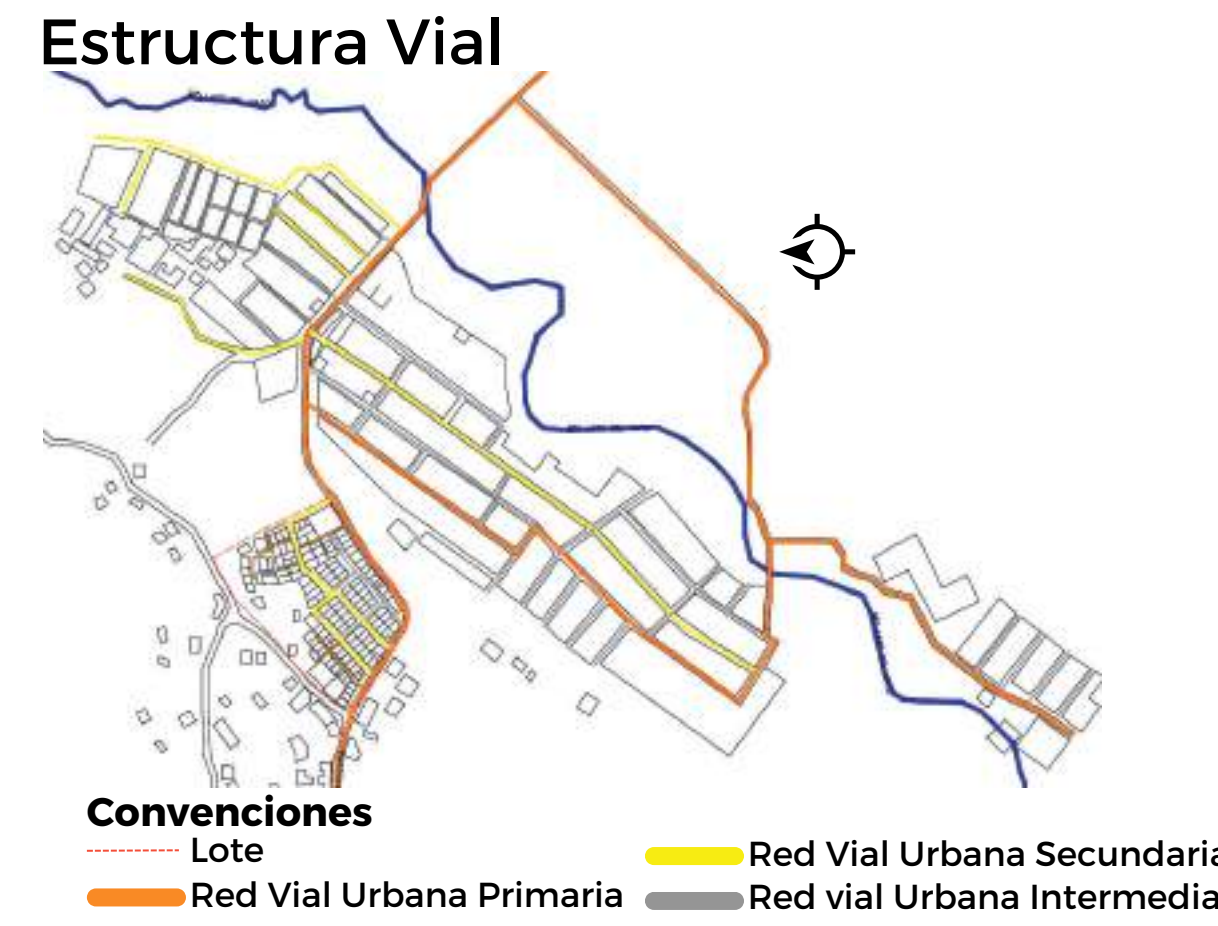 Estructura Vial
Convenciones
Lote
Red Vial Urbana Primaria
Red Vial Urbana Secundaria
Red vial Urbana Intermedia